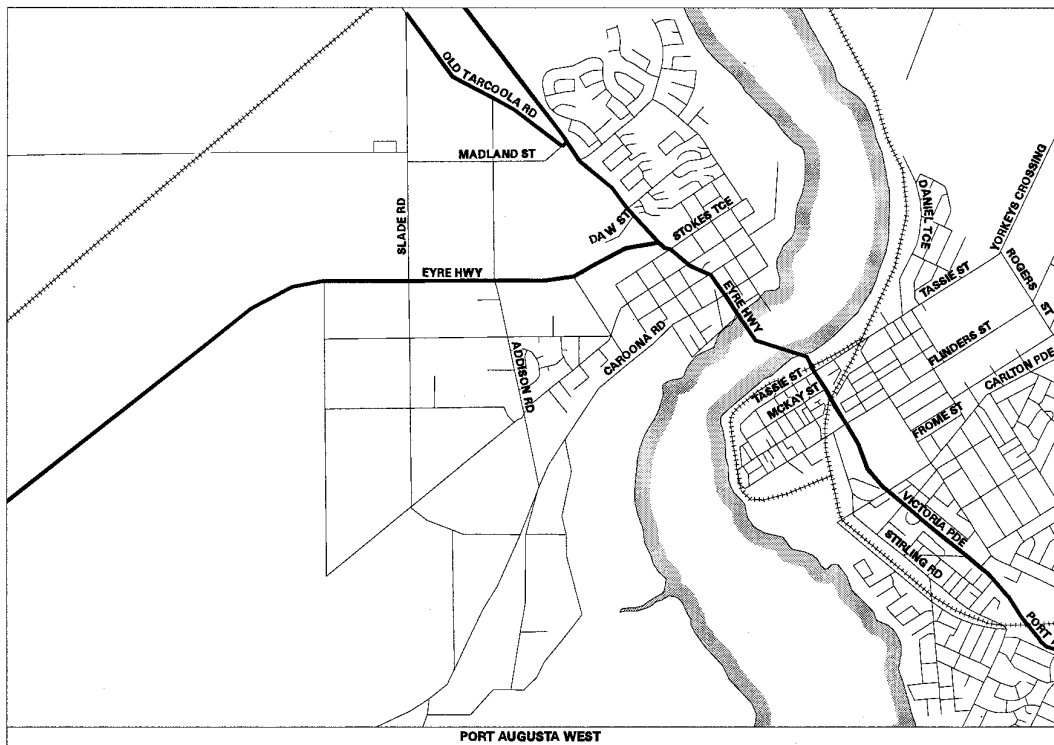 OLD TARCOOLA RD
MADLAND ST
SLADE RD
DAW ST
STOKES TCE
EYRE HWY
EYRE HWY
CAROONA RD
ADDISON RD
DANIEL TCE
YORKEYS CROSSING
ROGERS ST
TASSIE ST
FLINDERS ST
CARLTON PDE
FROME ST
TASSIE ST
MCKAY ST
VICTORIA PDE
STIRLING RD
PORT
PORT AUGUSTA WEST